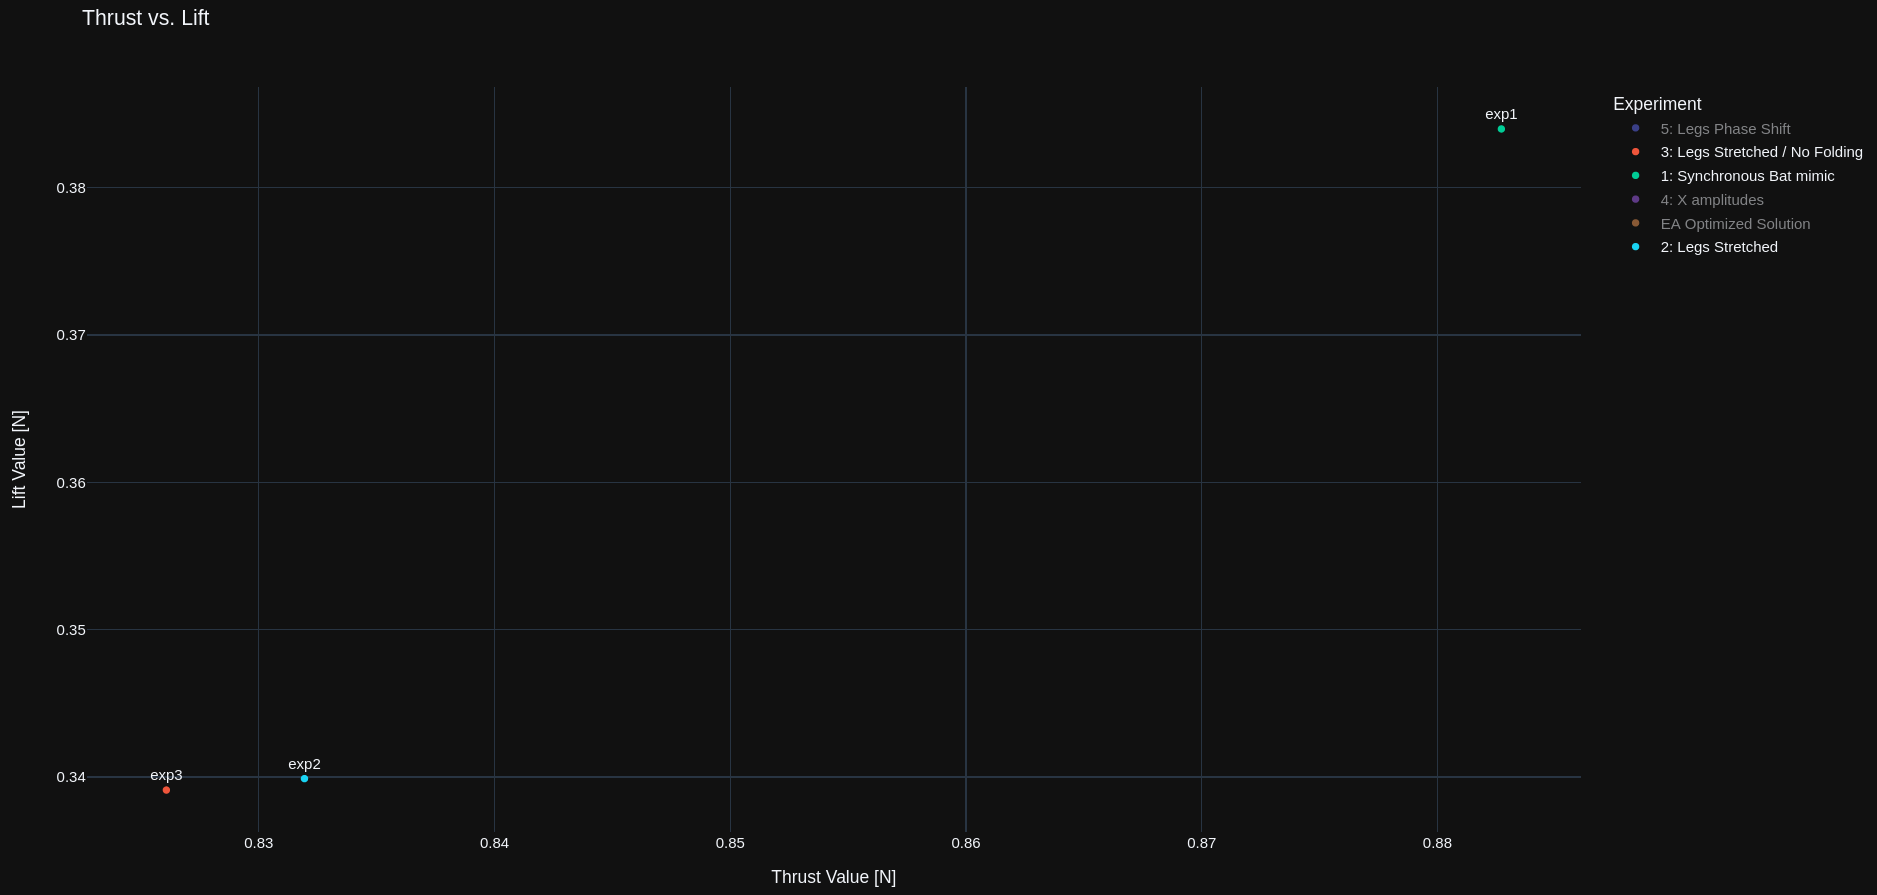 Thrust vs. Lift
exp1
exp2
exp3
0.38
0.37
0.36
0.35
0.34
Lift Value [N]
0.83
0.84
0.85
0.86
0.87
0.88
Thrust Value [N]
Experiment
5: Legs Phase Shift
3: Legs Stretched / No Folding
1: Synchronous Bat mimic
4: X amplitudes
EA Optimized Solution
2: Legs Stretched